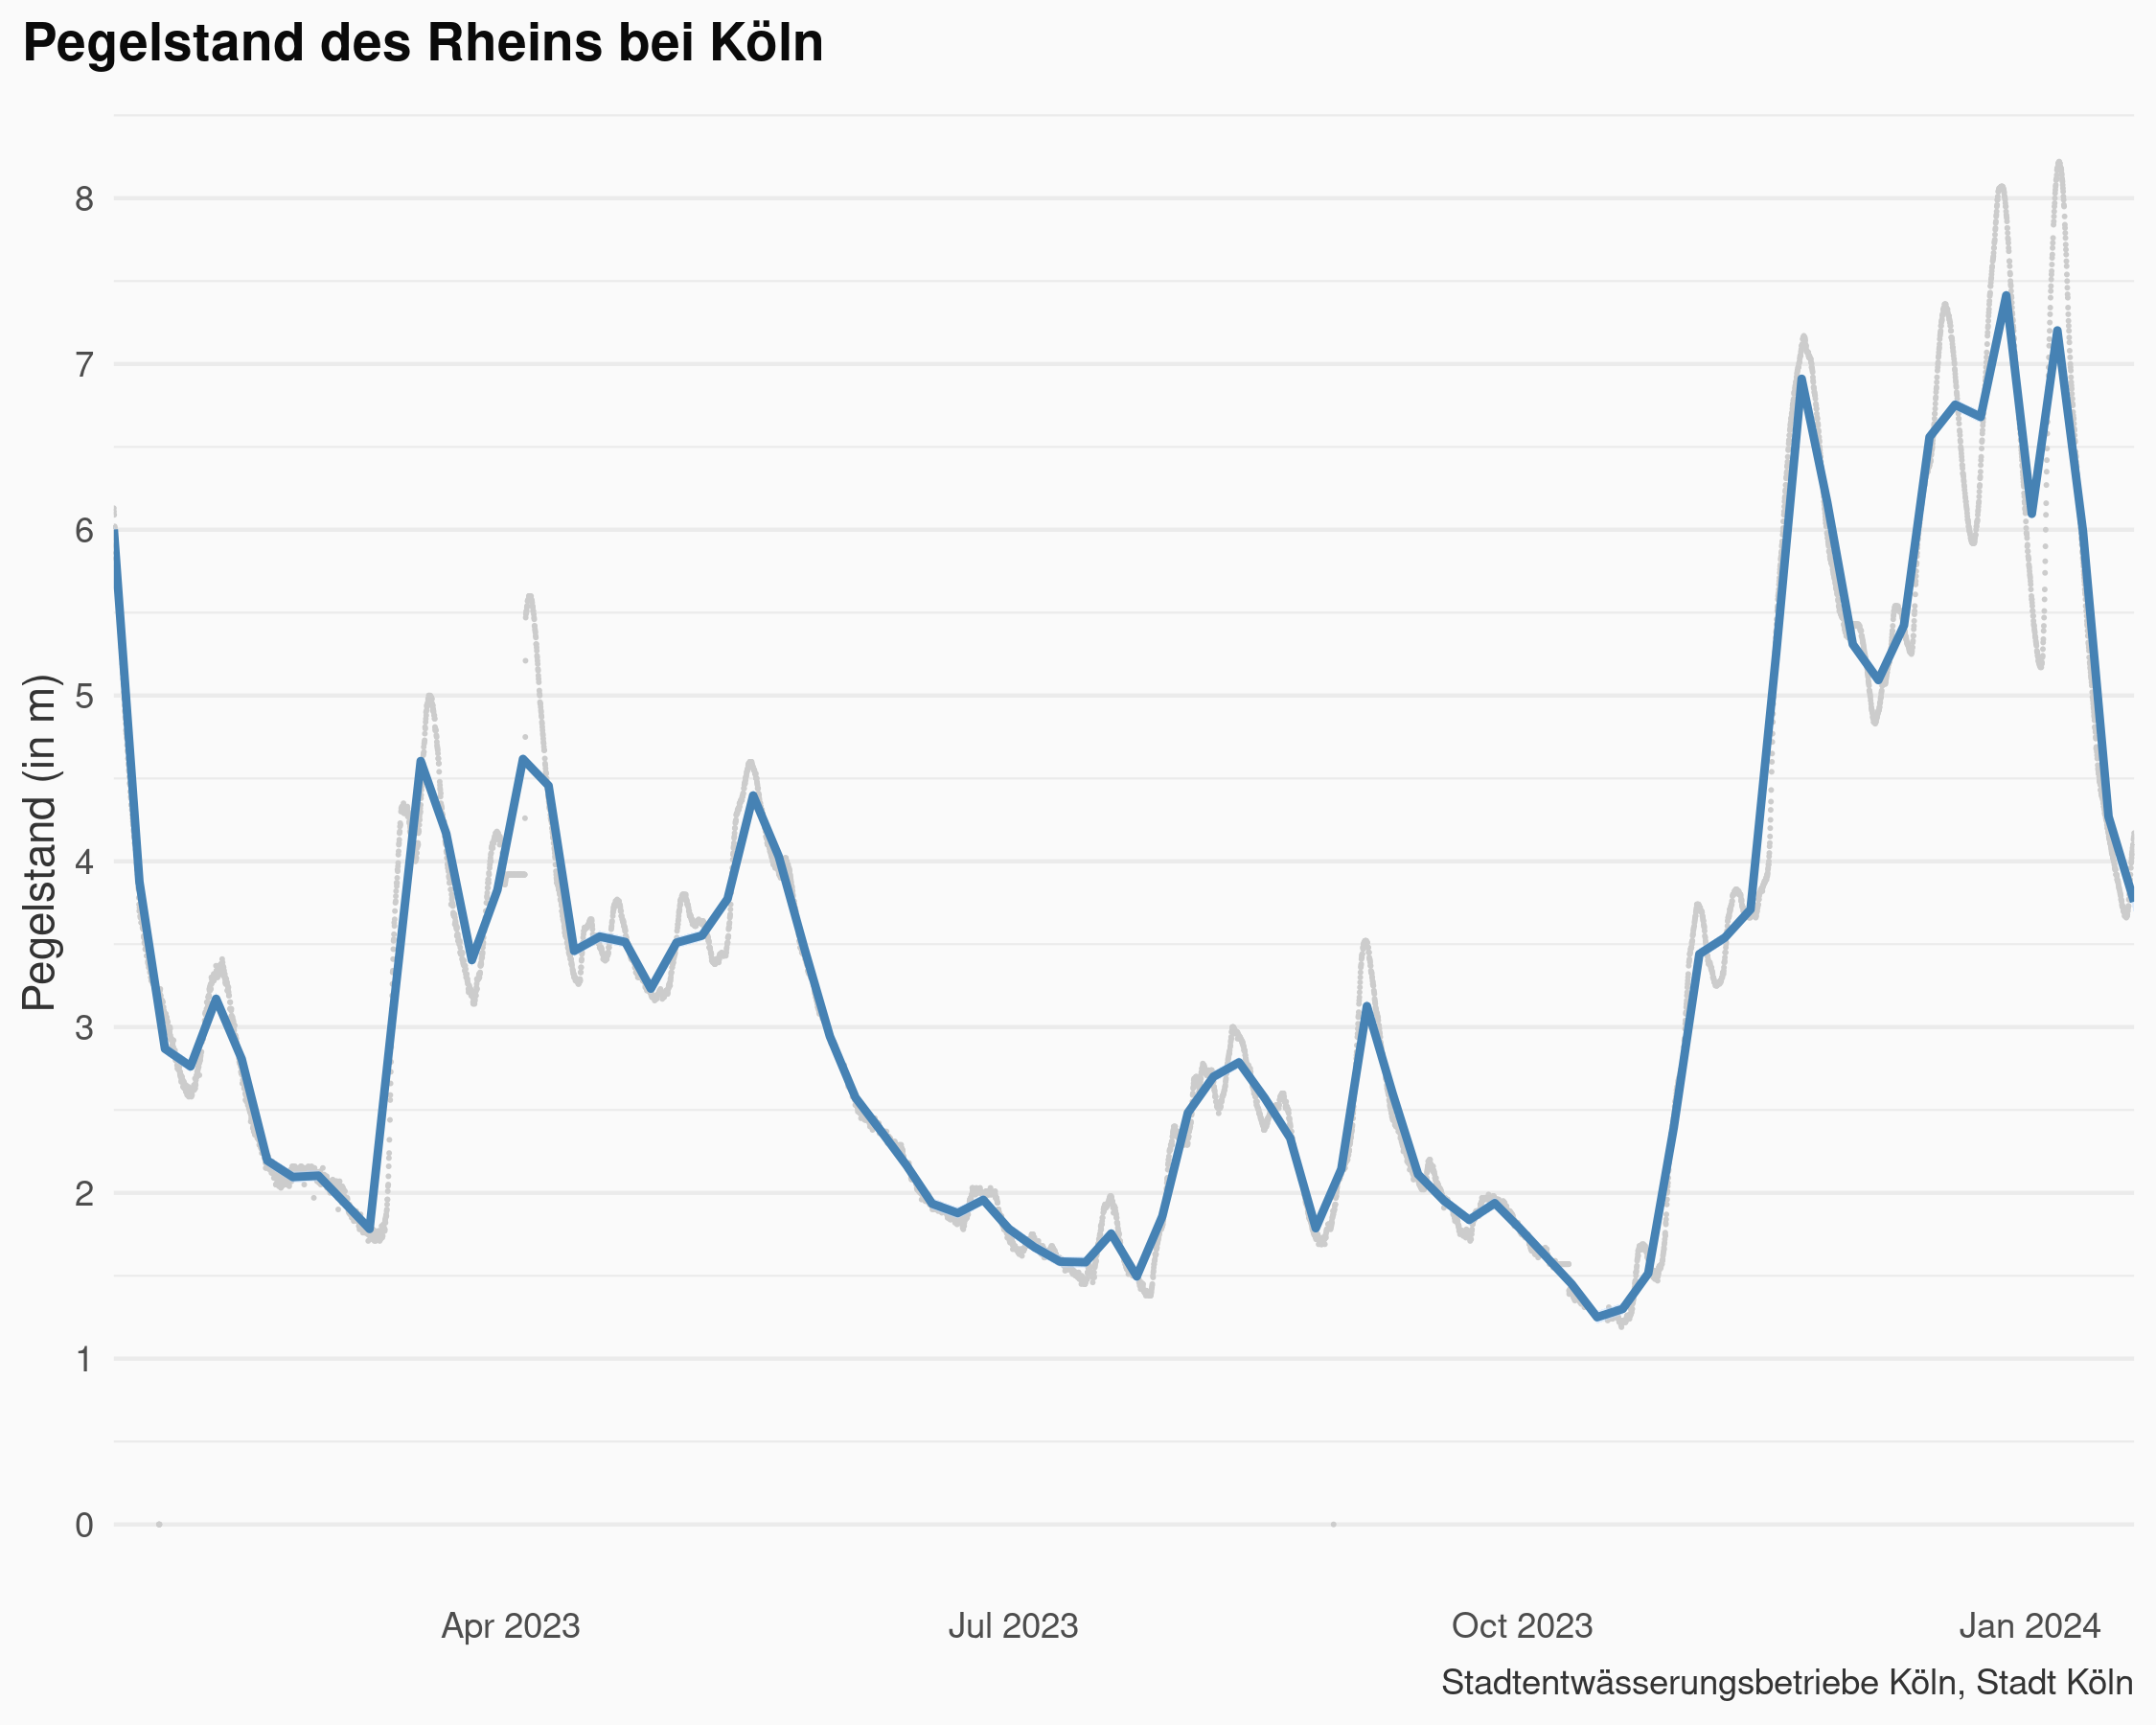 Pegelstand des Rheins bei Köln
Pegelstand (in m)
8
7
6
5
4
3
2
1
0
Apr 2023 Jul 2023 Oct 2023 Jan 2024
Stadtentwässerungsbetriebe Köln, Stadt Köln